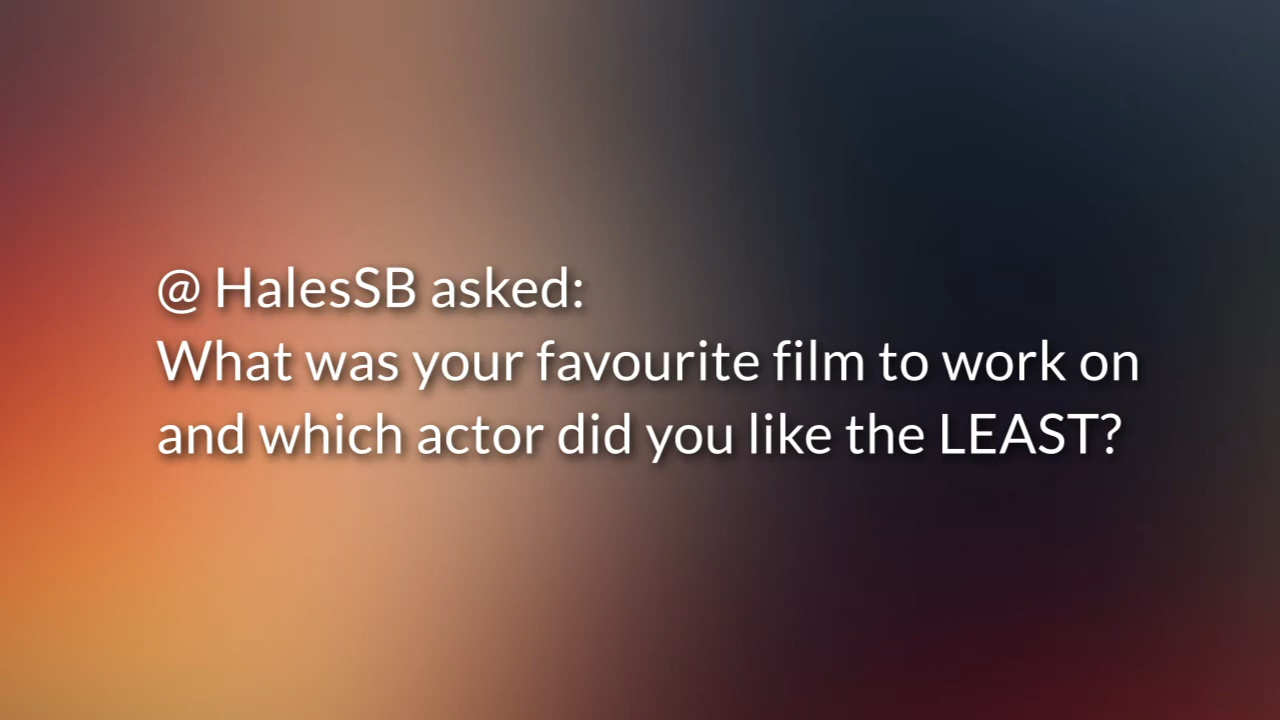 @ HalesSB asked:
What was your favourite film to work on
and which actor did you like the LEAST?